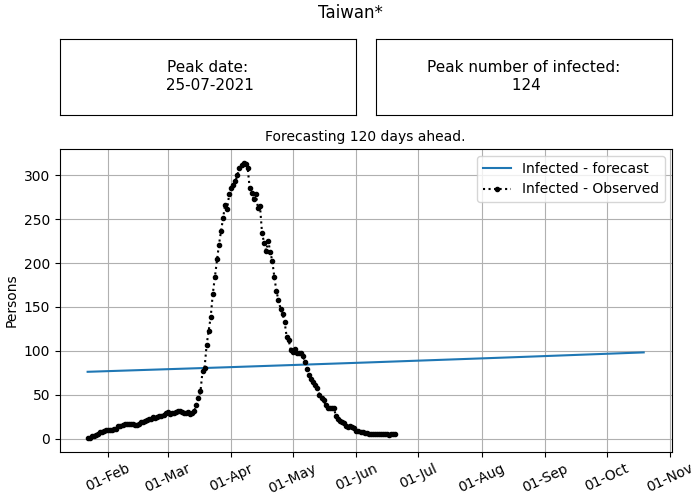 Taiwan*
Peak date:
25-07-2021
Peak number of infected:
124
Forecasting 120 days ahead.
Infected - forecast
Infected - Observed
Persons
300
250
200
150
100
50
0
01-Feb
01-Mar
01-Apr
01-May
01-Jun
01-Jul
01-Aug
01-Sep
01-Oct
01-Nov